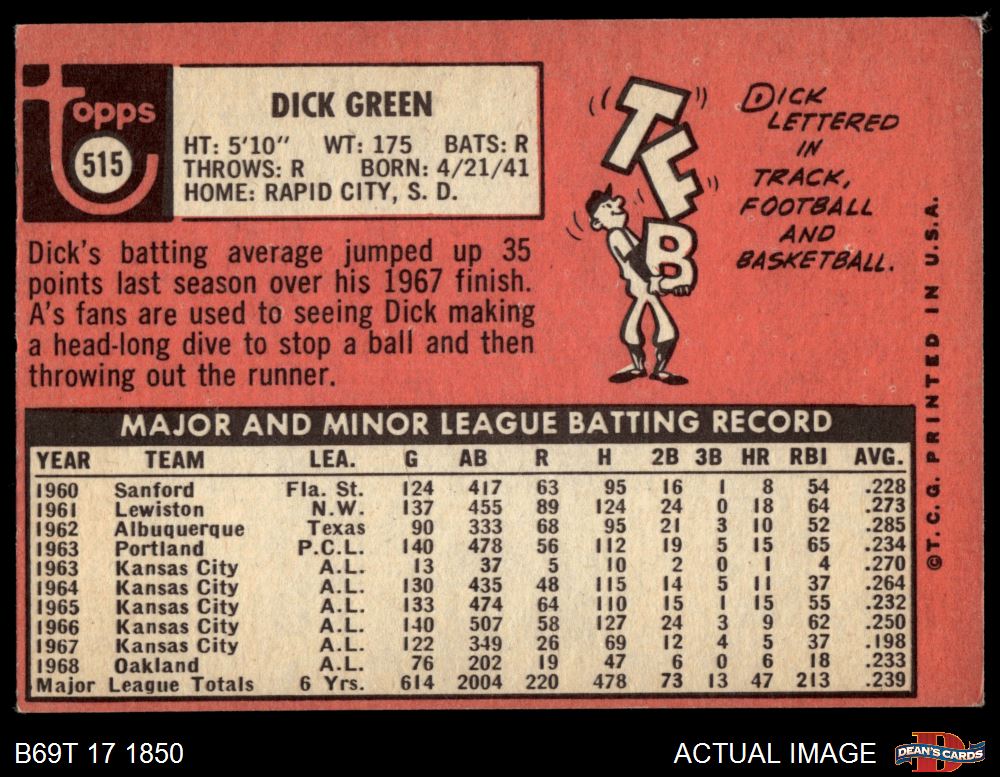 Topps
515
DICK GREEN
HT: 5'10" WT: 175 BATS: R
THROWS: R BORN: 4/21/41
HOME: RAPID CITY, S. D.
Dick's batting average jumped up 35
points last season over his 1967 finish.
A's fans are used to seeing Dick making
a head-long dive to stop a ball and then
throwing out the runner.
T
F
B
DICK
LETTERED
IN
TRACK,
FOOTBALL
AND
BASKETBALL.
©T.C.G. PRINTED IN U.S.A.
MAJOR AND MINOR LEAGUE BATTING RECORD
YEAR TEAM LEA. G AB R H 2B 3B HR RBI AVG.
1960 Sanford Fla. St. 124 417 63 95 16 1 8 54 .228
1961 Lewiston N.W. 137 455 89 124 24 0 18 64 .273
1962 Albuquerque Texas 90 333 68 95 21 3 10 52 .285
1963 Portland P.C.L. 140 478 56 112 19 5 15 65 .234
1963 Kansas City A.L. 13 37 5 10 2 0 1 4 .270
1964 Kansas City A.L. 130 435 48 115 14 5 11 37 .264
1965 Kansas City A.L. 133 474 64 110 15 1 15 55 .232
1966 Kansas City A.L. 140 507 58 127 24 3 9 62 .250
1967 Kansas City A.L. 122 349 26 69 12 4 5 37 .198
1968 Oakland A.L. 76 202 19 47 6 0 6 18 .233
Major League Totals 6 Yrs. 614 2004 220 478 73 13 47 213 .239
B69T 17 1850
ACTUAL IMAGE
D
DEAN'S CARDS